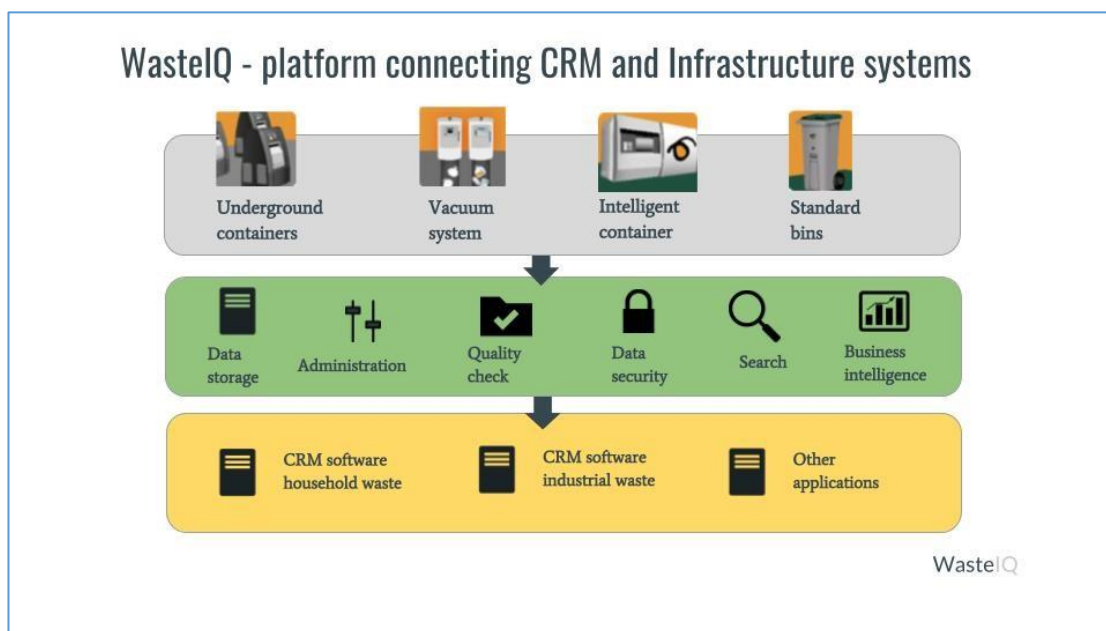 WasteIQ - platform connecting CRM and Infrastructure systems
Underground
containers
Vacuum
system
Intelligent
container
Standard
bins
Data
storage
Administration
Quality
check
Data
security
Search
Business
intelligence
CRM software
household waste
CRM software
industrial waste
Other
applications
WasteIQ